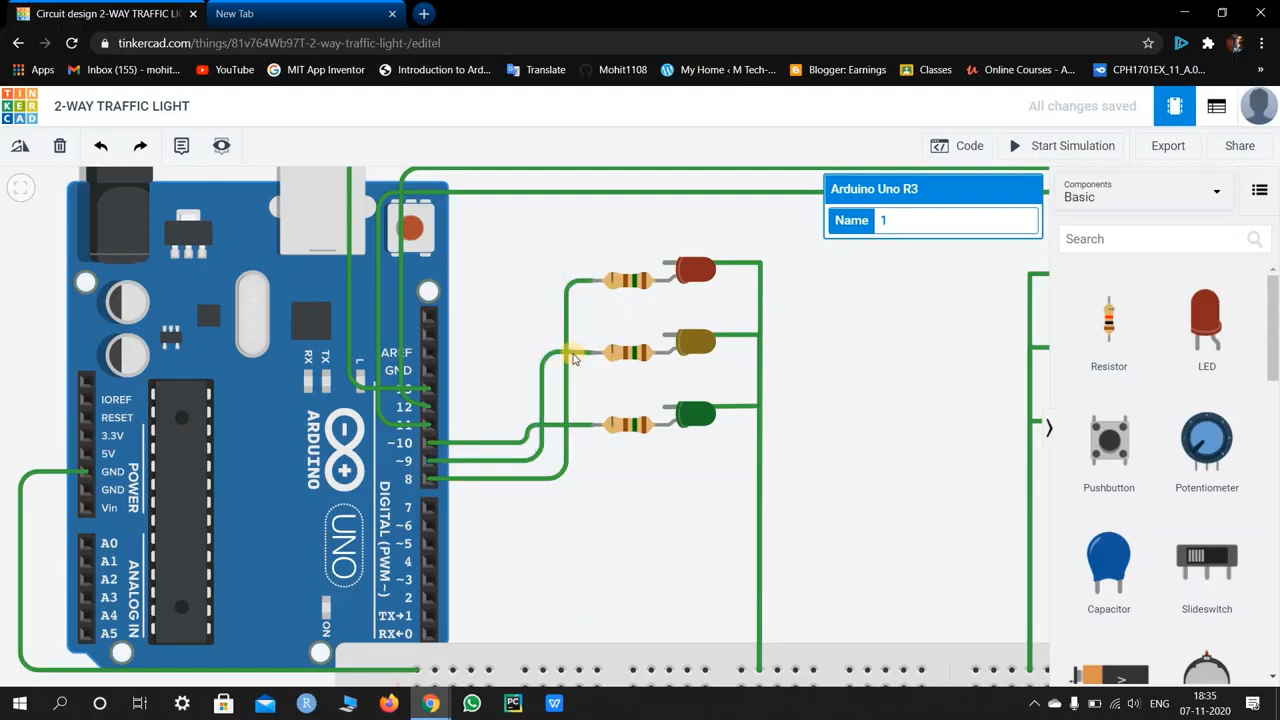 Circuit design 2-WAY TRAFFIC LIGHT
New Tab
tinkercad.com/things/81v764Wb97T-2-way-traffic-light-/editel
Apps
Inbox (155) - mohit...
YouTube
MIT App Inventor
Introduction to Ard...
Translate
Mohit1108
My Home ‹ M Tech-...
Blogger: Earnings
Classes
Online Courses - A...
CPH1701EX_11_A.0...
TIN
KER
CAD
2-WAY TRAFFIC LIGHT
All changes saved
Code
Start Simulation
Export
Share
Components
Basic
Search
Arduino Uno R3
Name 1
Resistor
LED
Pushbutton
Potentiometer
Capacitor
Slideswitch
RX
TX
L
AREF
GND
13
12
11
~10
~9
8
7
~6
~5
4
~3
2
TX→1
RX←0
DIGITAL (PWM~)
ARDUINO
UNO
ON
IOREF
RESET
3.3V
5V
GND
GND
Vin
POWER
A0
A1
A2
A3
A4
A5
ANALOG IN
ENG
18:35
07-11-2020